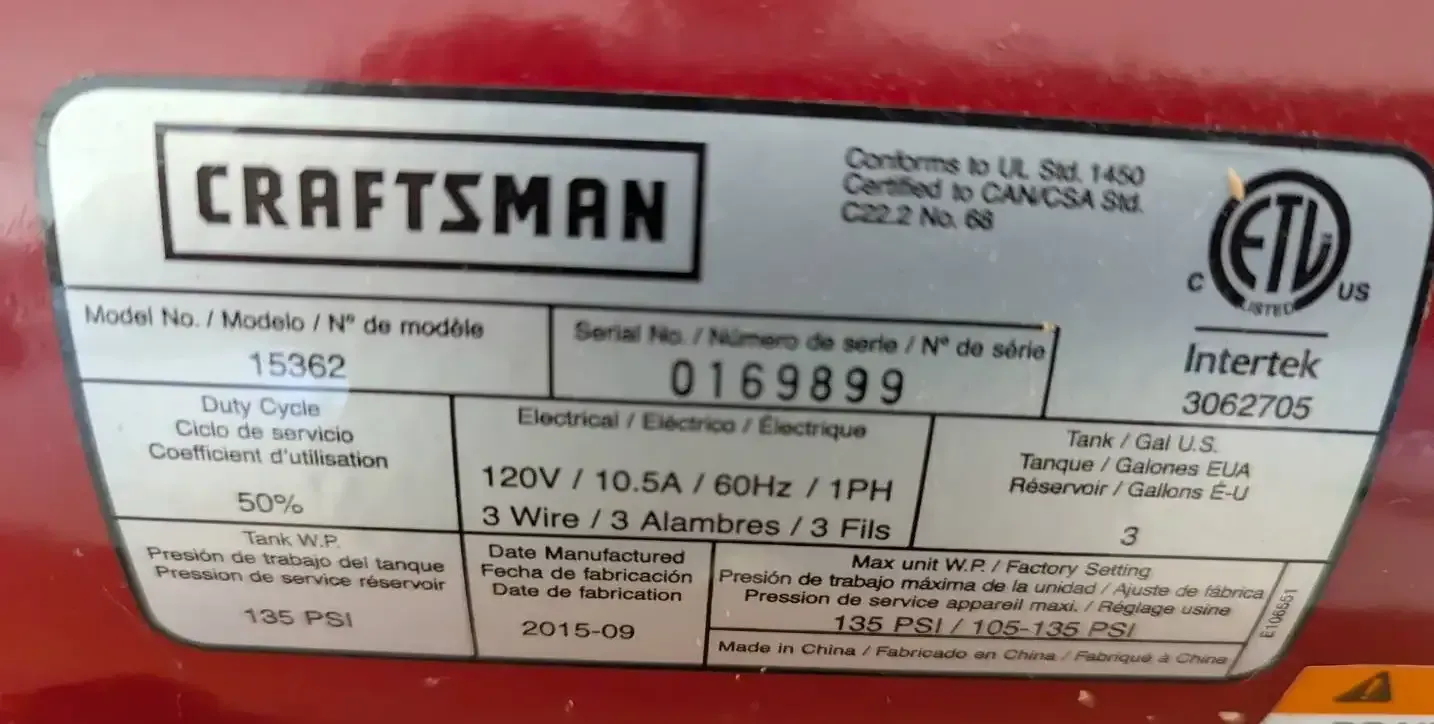 CRAFTSMAN
Conforms to UL Std. 1450
Certified to CAN/CSA Std.
C22.2 No. 68
ETL
LISTED
C
US
Intertek
3062705
Model No. / Modelo / N° de modèle
15362
Serial No. / Número de serie / N° de série
0169899
Duty Cycle
Ciclo de servicio
Coefficient d'utilisation
50%
Electrical / Eléctrico / Électrique
120V / 10.5A / 60Hz / 1PH
3 Wire / 3 Alambres / 3 Fils
Tank / Gal U.S.
Tanque / Galones EUA
Réservoir / Gallons É-U
3
Tank W.P.
Presión de trabajo del tanque
Pression de service réservoir
135 PSI
Date Manufactured
Fecha de fabricación
Date de fabrication
2015-09
Max unit W.P. / Factory Setting
Presión de trabajo máxima de la unidad / Ajuste de fábrica
Pression de service appareil maxi. / Réglage usine
135 PSI / 105-135 PSI
Made in China / Fabricado en China / Fabriqué à Chine
E106551